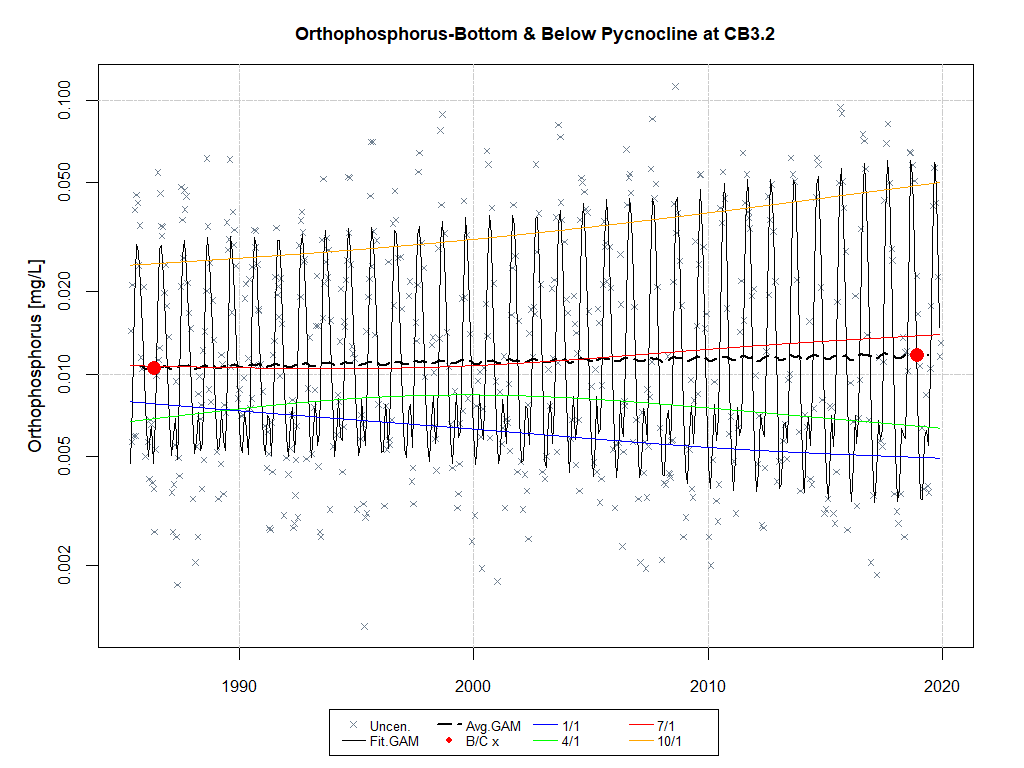 Orthophosphorus-Bottom & Below Pycnocline at CB3.2
Orthophosphorus [mg/L]
0.100
0.050
0.020
0.010
0.005
0.002
1990 2000 2010 2020
Uncen. Avg.GAM 1/1 7/1
Fit.GAM B/C x 4/1 10/1